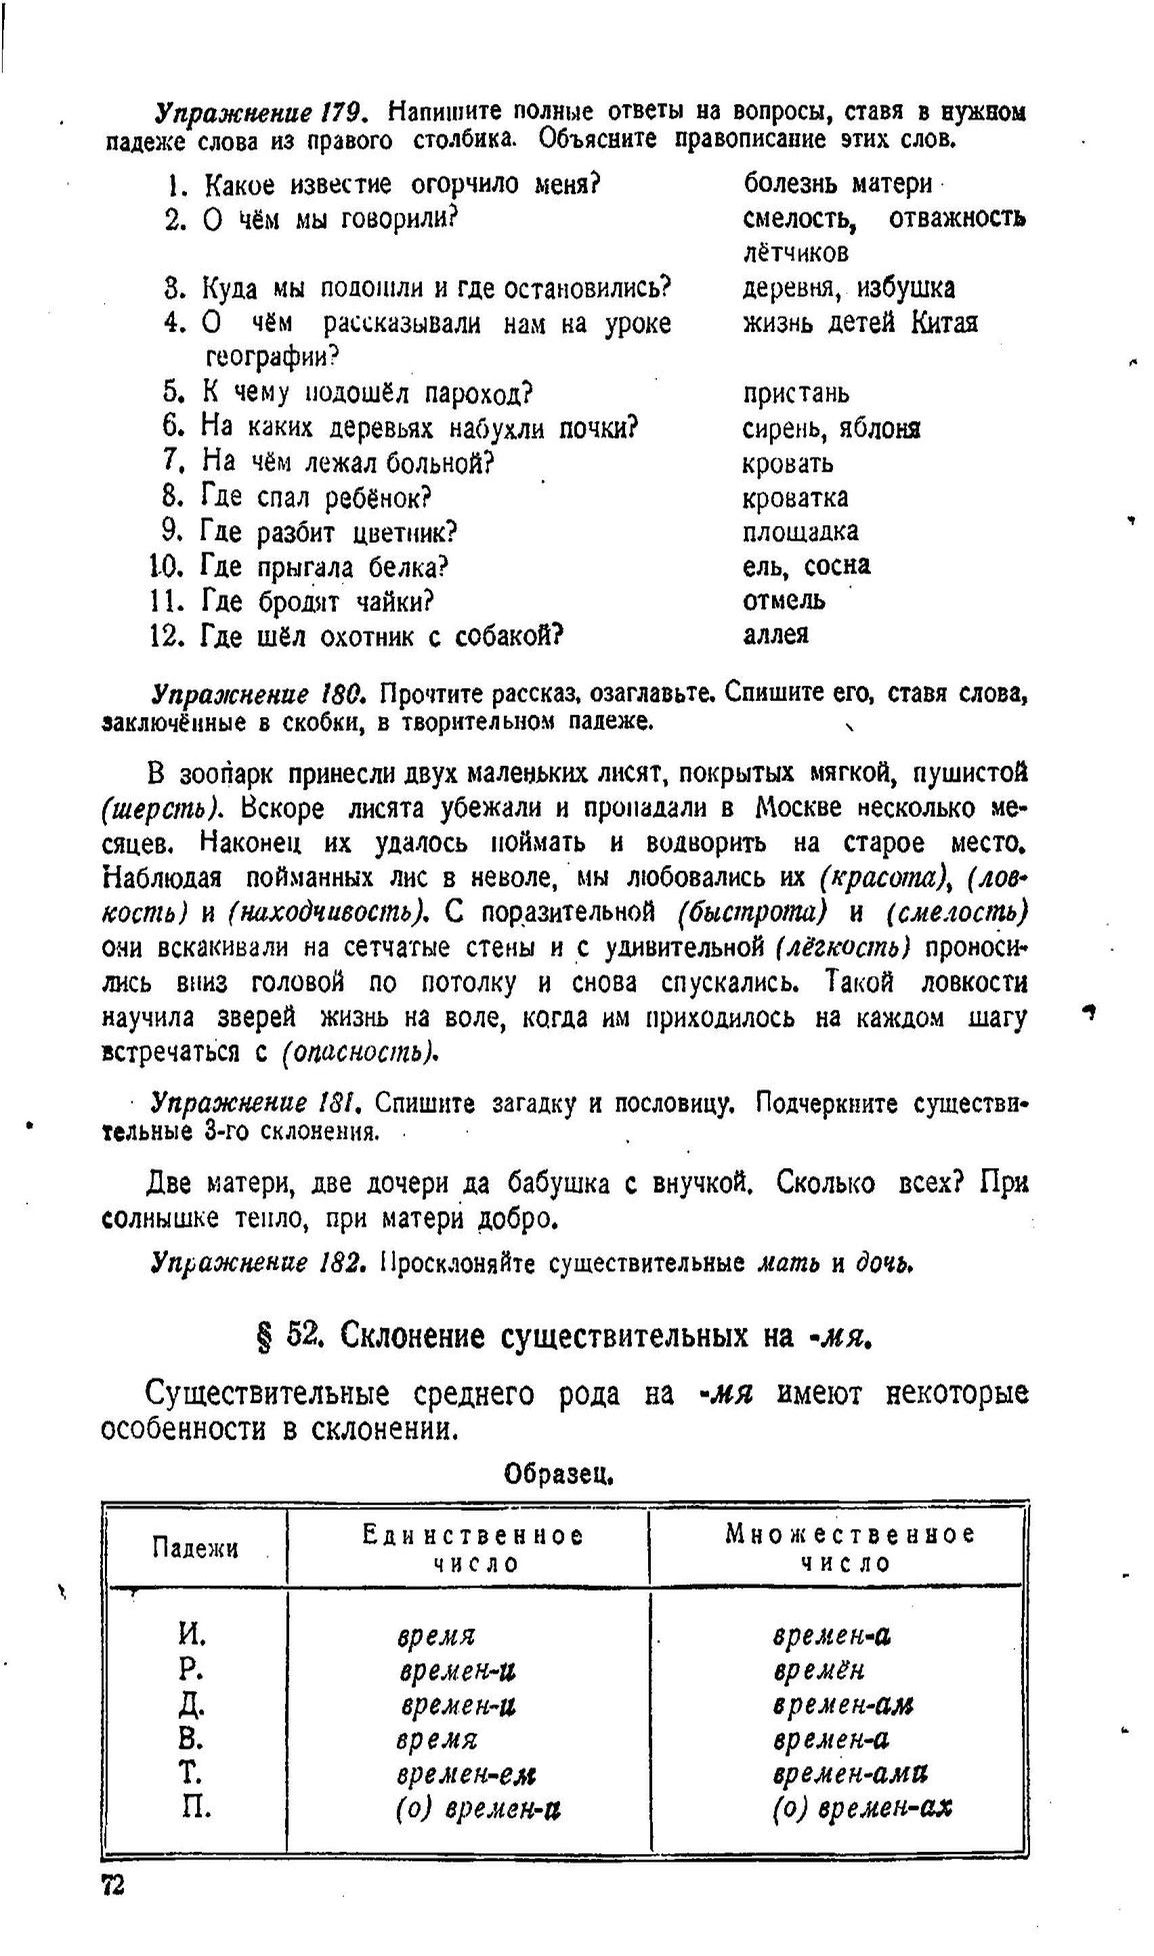 Упражнение 179. Напишите полные ответы на вопросы, ставя в нужном
падеже слова из правого столбика. Объясните правописание этих слов.
1. Какое известие огорчило меня? болезнь матери
2. О чём мы говорили? смелость, отважность
лётчиков
3. Куда мы подошли и где остановились? деревня, избушка
4. О чём рассказывали нам на уроке жизнь детей Китая
географии?
5. К чему подошёл пароход? пристань
6. На каких деревьях набухли почки? сирень, яблоня
7. На чём лежал больной? кровать
8. Где спал ребёнок? кроватка
9. Где разбит цветник? площадка
10. Где прыгала белка? ель, сосна
11. Где бродят чайки? отмель
12. Где шёл охотник с собакой? аллея
Упражнение 180. Прочтите рассказ, озаглавьте. Спишите его, ставя слова,
заключённые в скобки, в творительном падеже.
В зоопарк принесли двух маленьких лисят, покрытых мягкой, пушистой
(шерсть). Вскоре лисята убежали и пропадали в Москве несколько ме-
сяцев. Наконец их удалось поймать и водворить на старое место.
Наблюдая пойманных лис в неволе, мы любовались их (красота), (лов-
кость) и (находчивость). С поразительной (быстрота) и (смелость)
они вскакивали на сетчатые стены и с удивительной (лёгкость) проноси-
лись вниз головой по потолку и снова спускались. Такой ловкости
научила зверей жизнь на воле, когда им приходилось на каждом шагу
встречаться с (опасность).
Упражнение 181. Спишите загадку и пословицу. Подчеркните существи-
тельные 3-го склонения.
Две матери, две дочери да бабушка с внучкой. Сколько всех? При
солнышке тепло, при матери добро.
Упражнение 182. Просклоняйте существительные мать и дочь.
§ 52. Склонение существительных на -мя.
Существительные среднего рода на -мя имеют некоторые
особенности в склонении.
Образец.
Падежи Единственное число Множественное число
И. время времен-а
Р. времен-и времён
Д. времен-и времен-ам
В. время времен-а
Т. времен-ем времен-ами
П. (о) времен-и (о) времен-ах
72